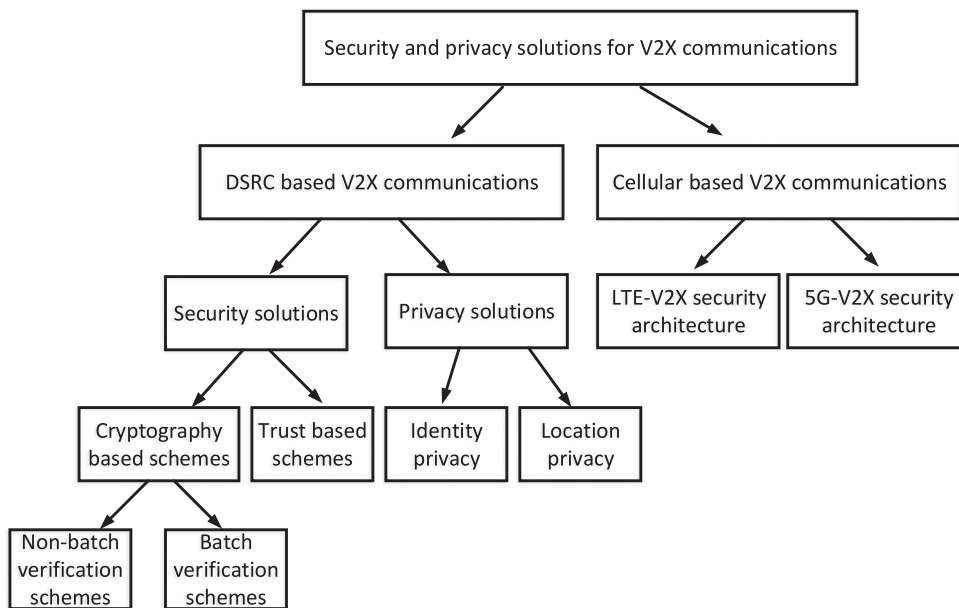 Security and privacy solutions for V2X communications
DSRC based V2X communications
Cellular based V2X communications
Security solutions
Privacy solutions
LTE-V2X security
architecture
5G-V2X security
architecture
Cryptography
based schemes
Trust based
schemes
Identity
privacy
Location
privacy
Non-batch
verification
schemes
Batch
verification
schemes